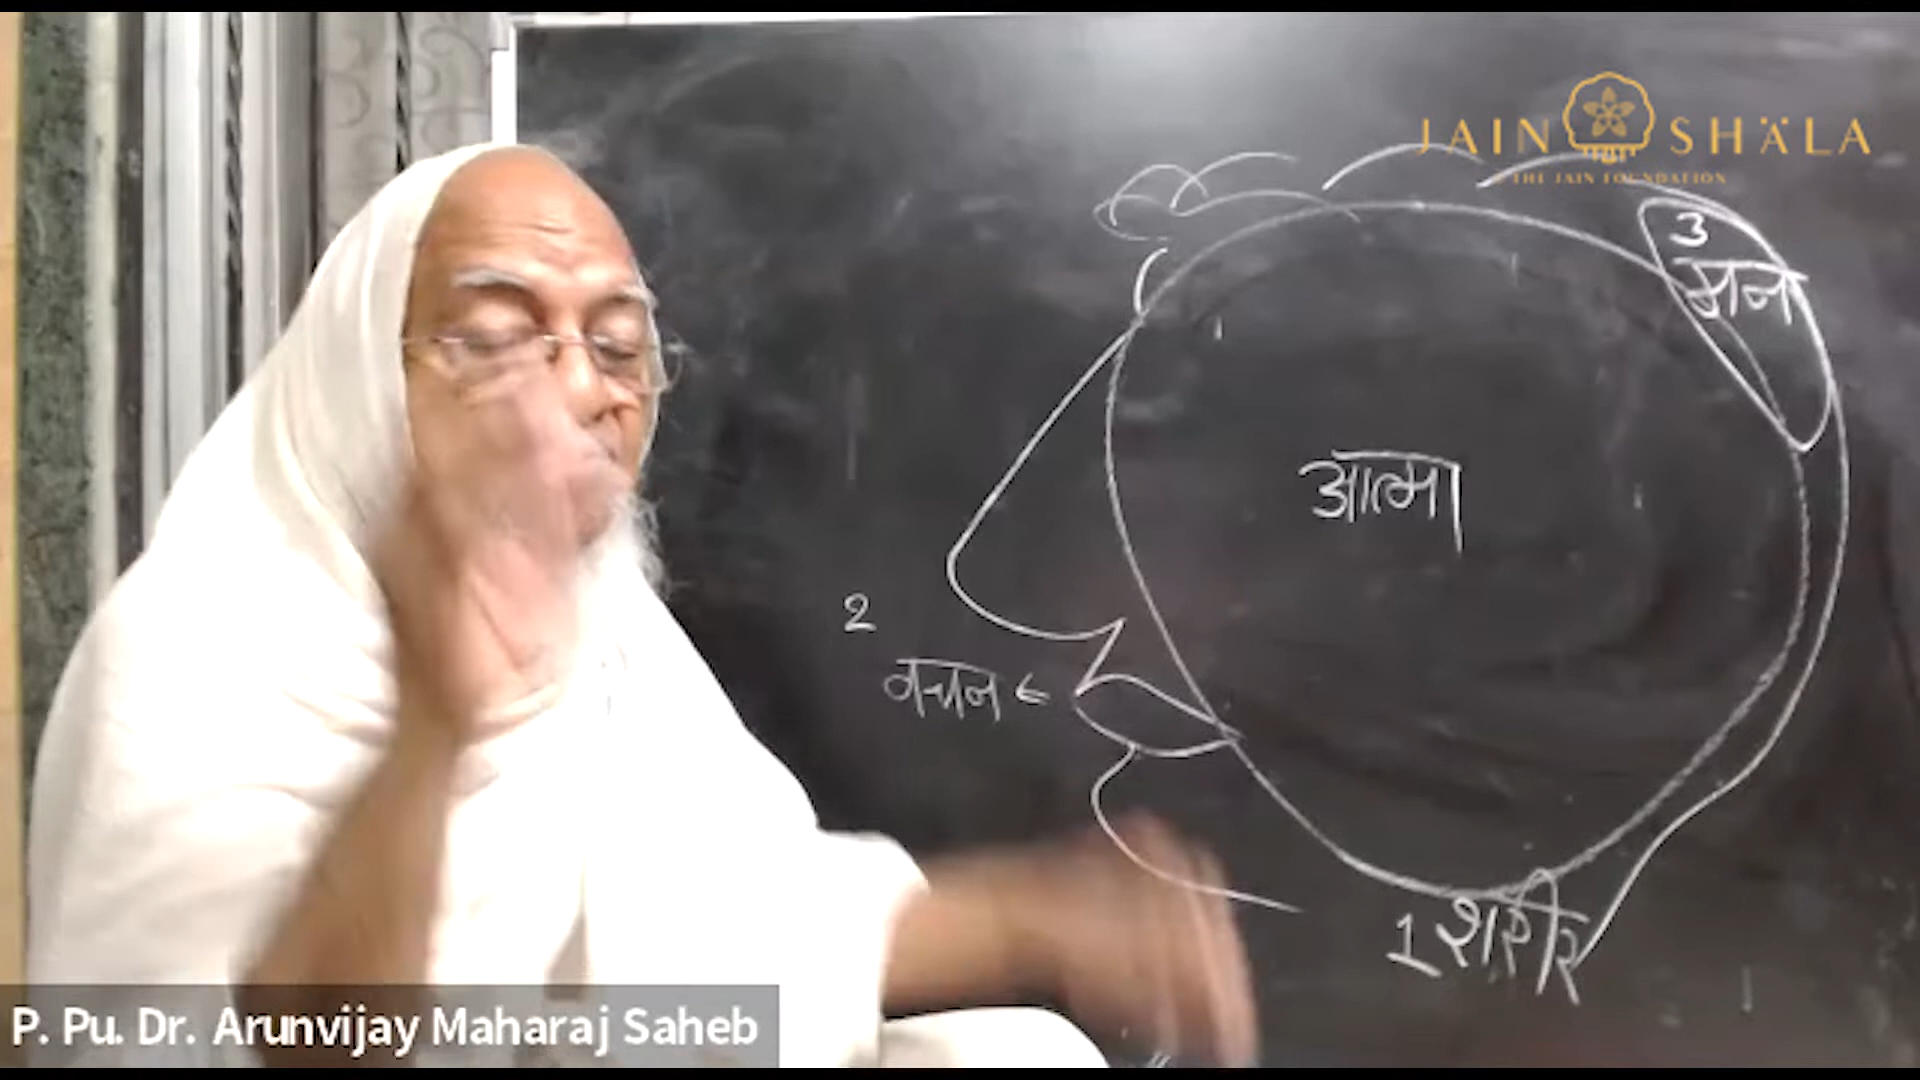 JAIN SHÄLA
THE JAIN FOUNDATION
3
मन
आत्मा
2
वचन ←
1 शरीर
P. Pu. Dr. Arunvijay Maharaj Saheb